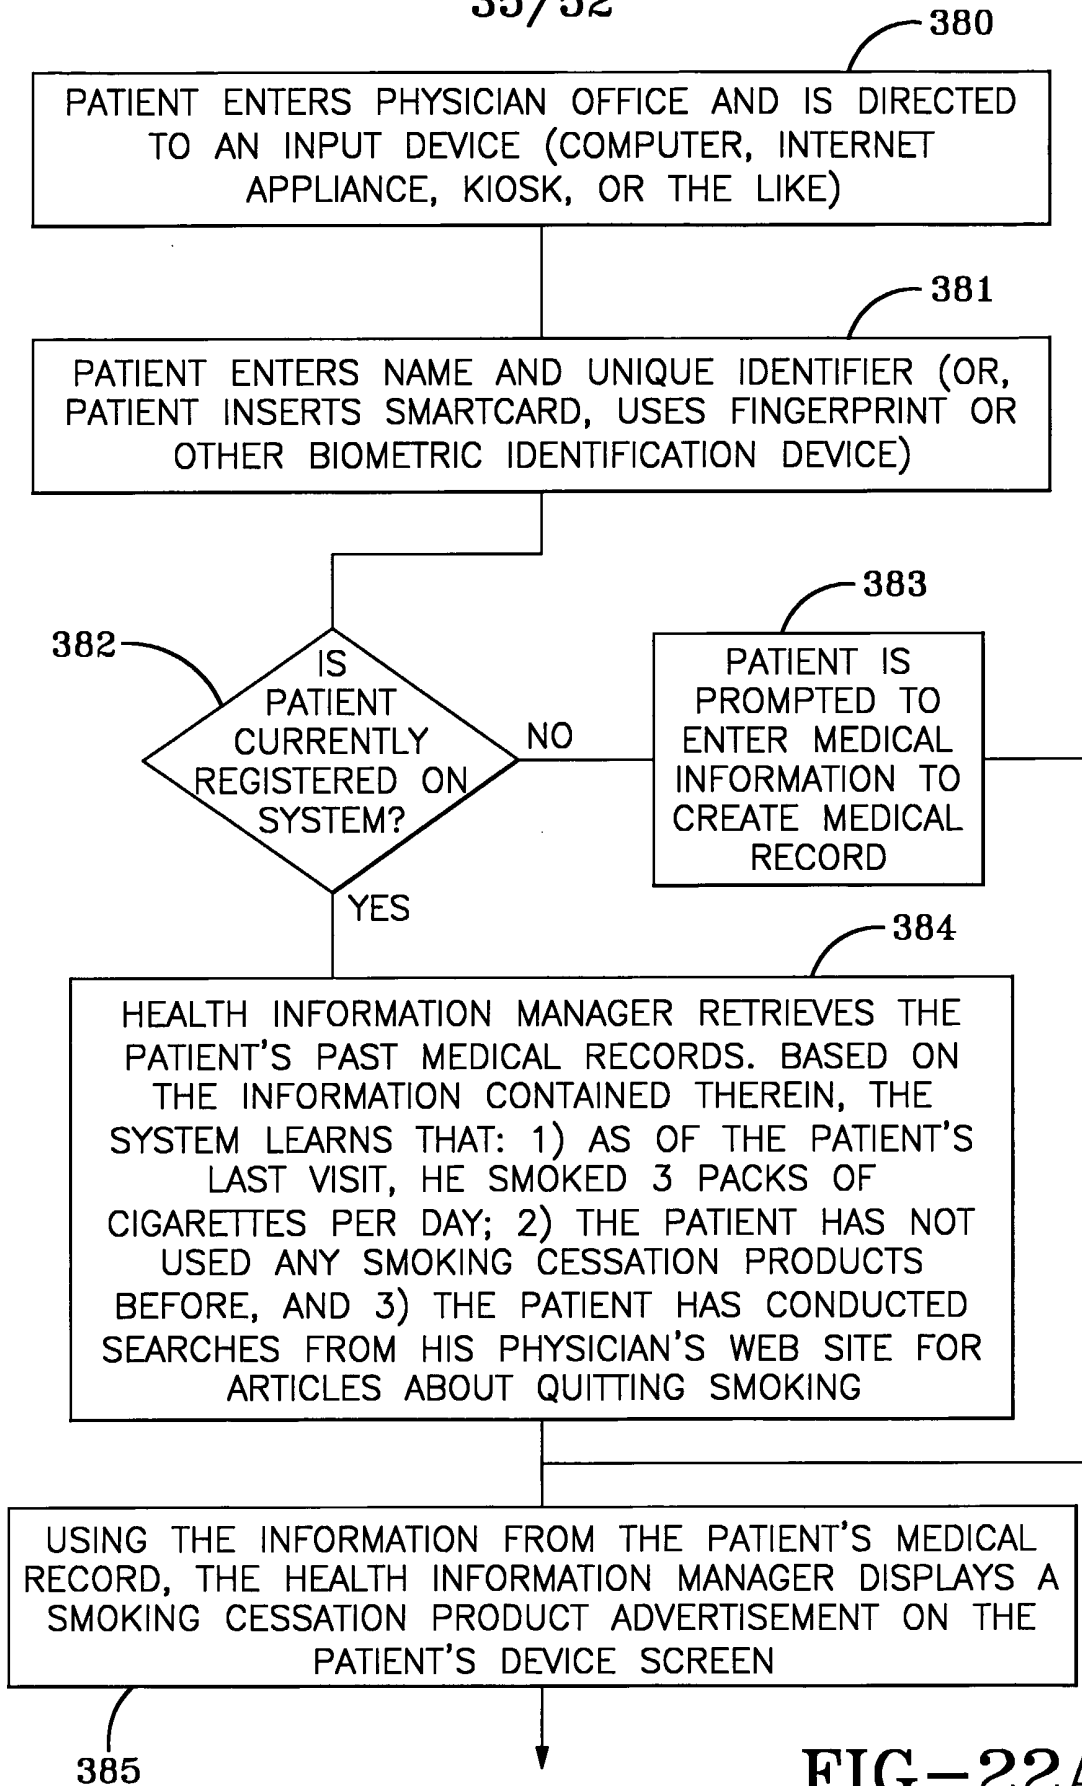 35/52
380
PATIENT ENTERS PHYSICIAN OFFICE AND IS DIRECTED
TO AN INPUT DEVICE (COMPUTER, INTERNET
APPLIANCE, KIOSK, OR THE LIKE)
381
PATIENT ENTERS NAME AND UNIQUE IDENTIFIER (OR,
PATIENT INSERTS SMARTCARD, USES FINGERPRINT OR
OTHER BIOMETRIC IDENTIFICATION DEVICE)
382
IS
PATIENT
CURRENTLY
REGISTERED ON
SYSTEM?
NO
383
PATIENT IS
PROMPTED TO
ENTER MEDICAL
INFORMATION TO
CREATE MEDICAL
RECORD
YES
384
HEALTH INFORMATION MANAGER RETRIEVES THE
PATIENT'S PAST MEDICAL RECORDS. BASED ON
THE INFORMATION CONTAINED THEREIN, THE
SYSTEM LEARNS THAT: 1) AS OF THE PATIENT'S
LAST VISIT, HE SMOKED 3 PACKS OF
CIGARETTES PER DAY; 2) THE PATIENT HAS NOT
USED ANY SMOKING CESSATION PRODUCTS
BEFORE, AND 3) THE PATIENT HAS CONDUCTED
SEARCHES FROM HIS PHYSICIAN'S WEB SITE FOR
ARTICLES ABOUT QUITTING SMOKING
USING THE INFORMATION FROM THE PATIENT'S MEDICAL
RECORD, THE HEALTH INFORMATION MANAGER DISPLAYS A
SMOKING CESSATION PRODUCT ADVERTISEMENT ON THE
PATIENT'S DEVICE SCREEN
385
FIG-22A